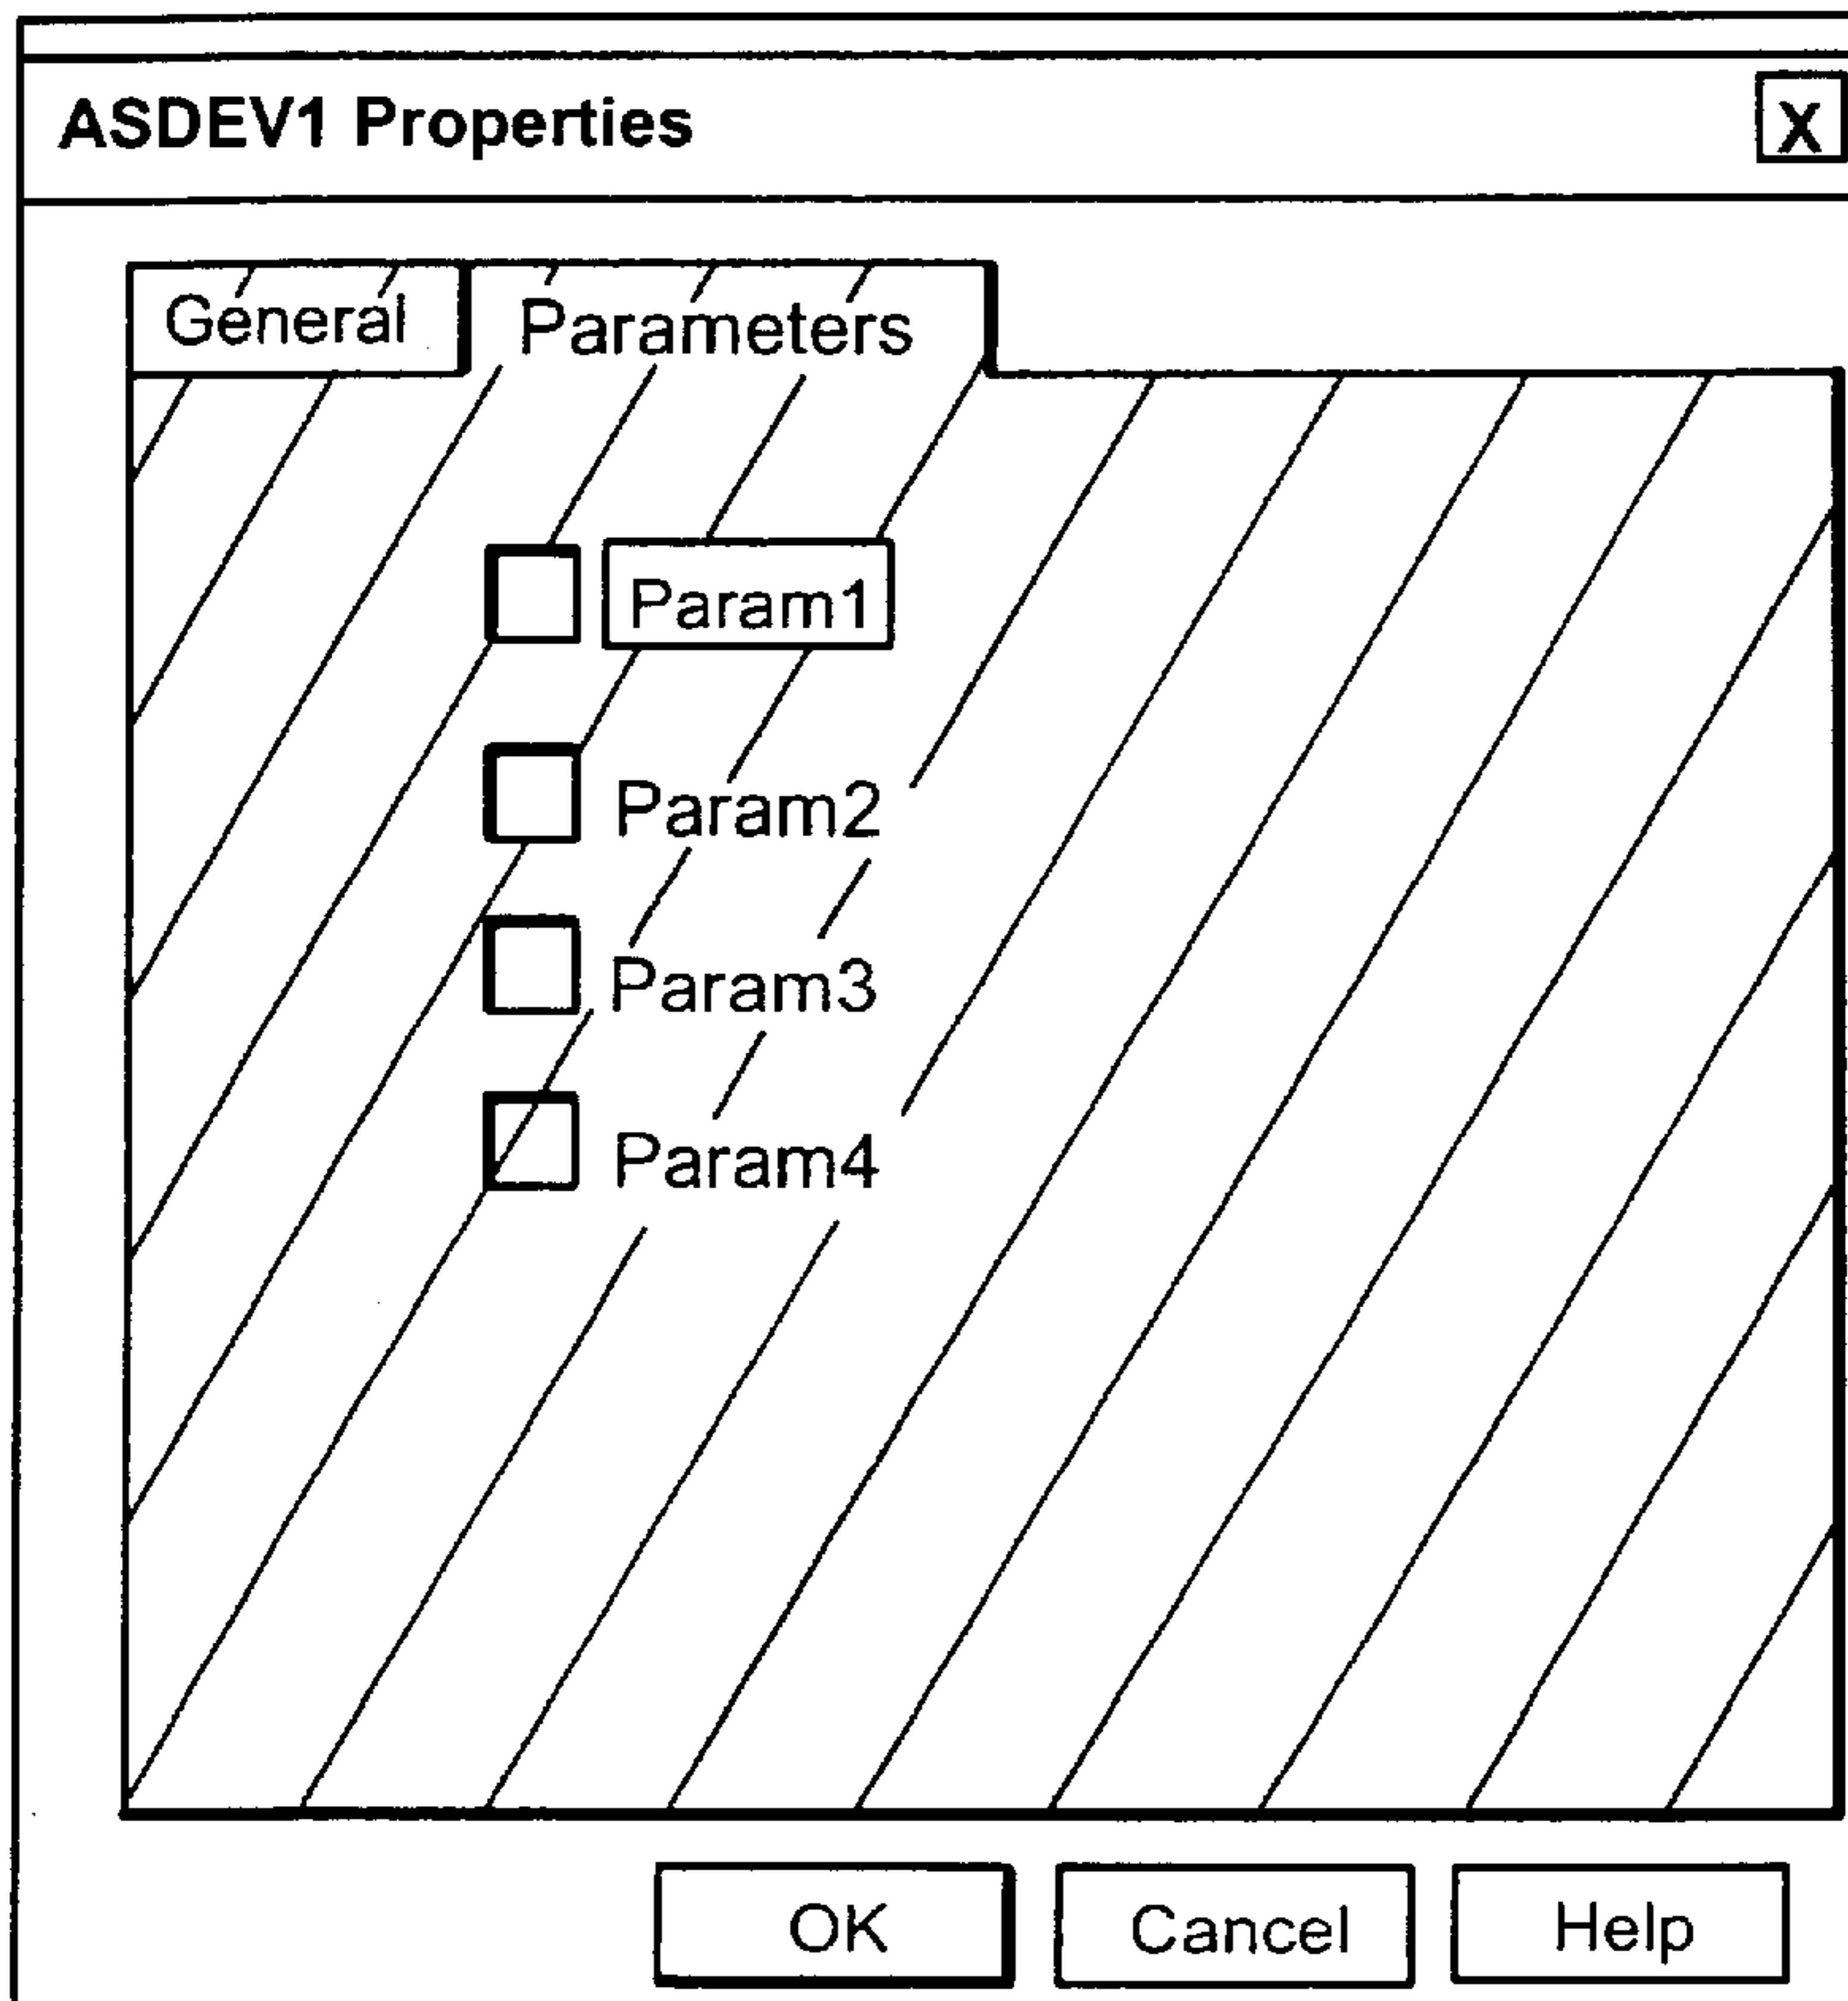 ASDEV1 Properties X
General Parameters
Param1
Param2
Param3
Param4
OK Cancel Help